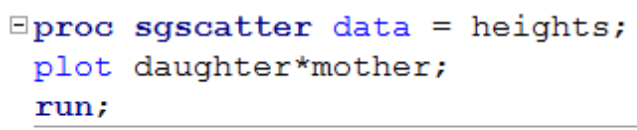 proc sgscatter data = heights;
plot daughter*mother;
run;